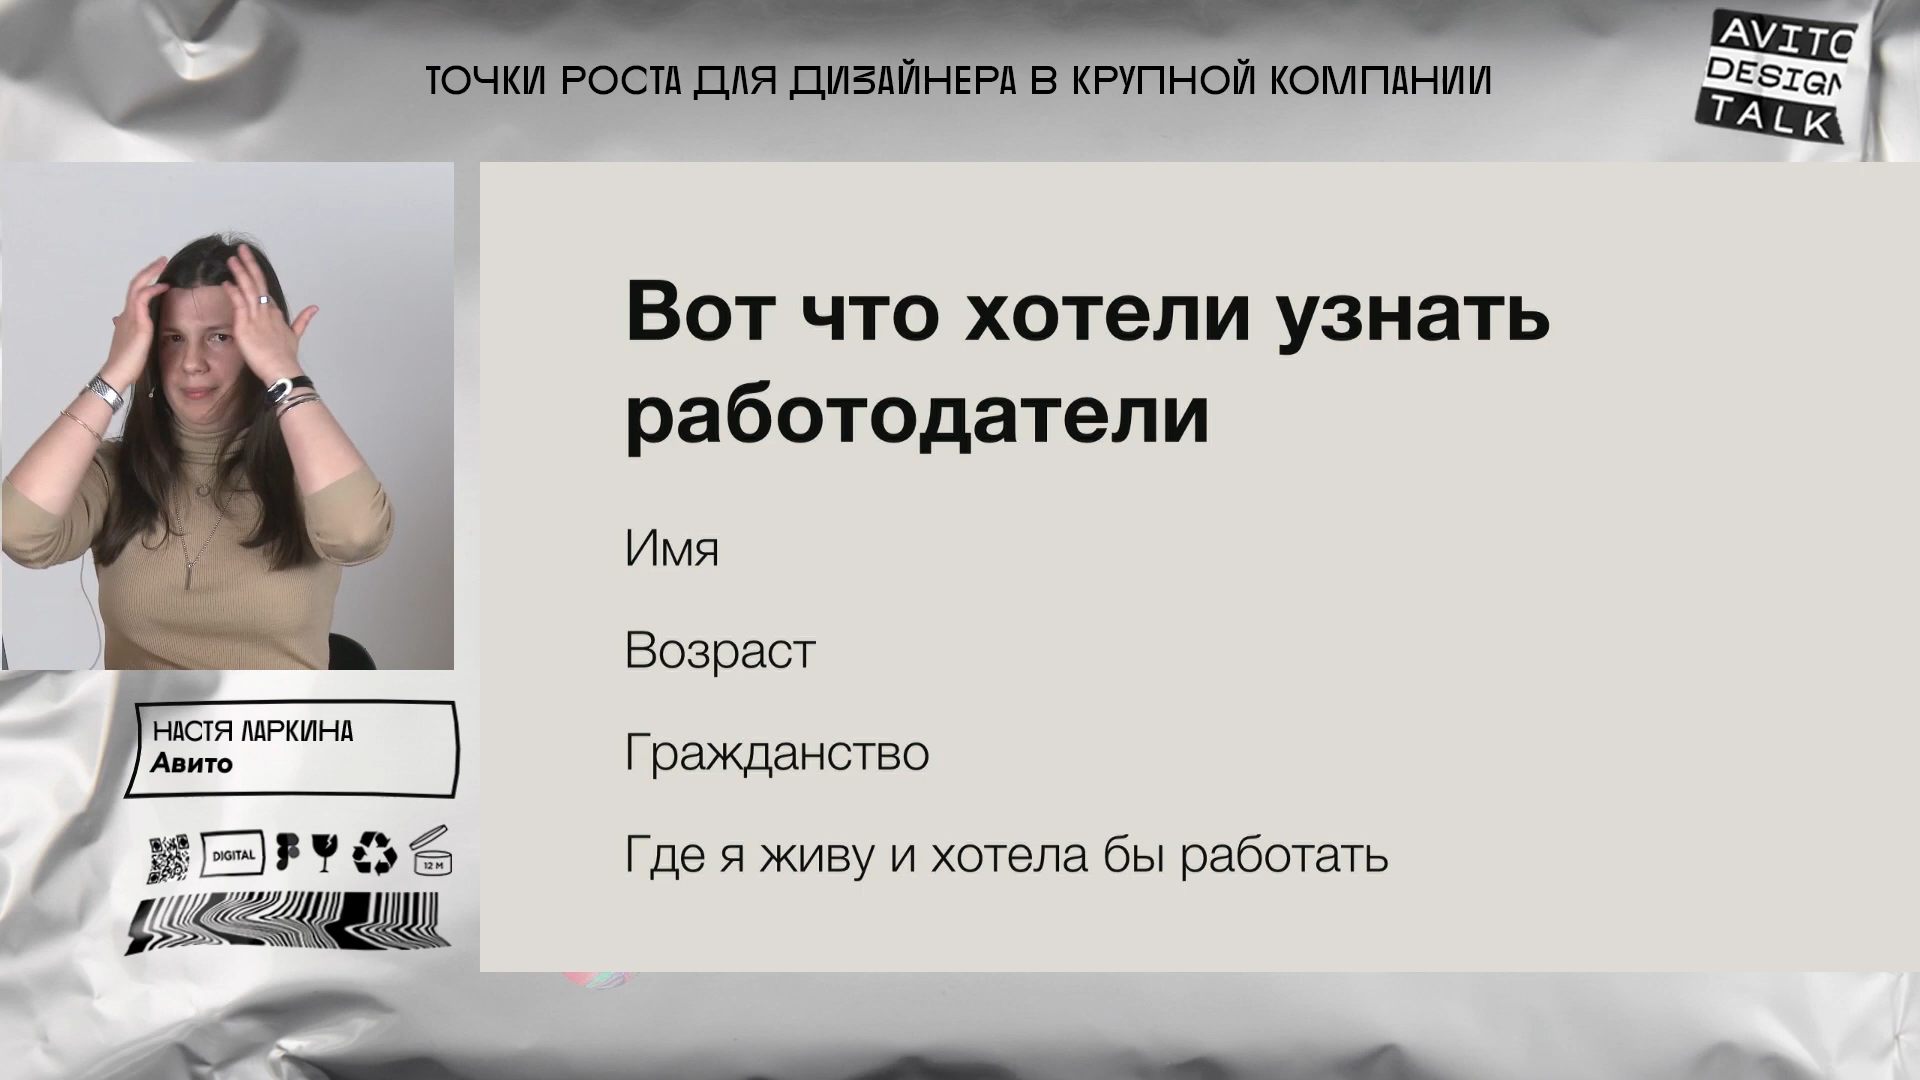 ТОЧКИ РОСТА ДЛЯ ДИЗАЙНЕРА В КРУПНОЙ КОМПАНИИ
AVITO
DESIGN
TALK
Вот что хотели узнать
работодатели
Имя
Возраст
Гражданство
Где я живу и хотела бы работать
НАСТЯ ЛАРКИНА
Авито
DIGITAL
12 M